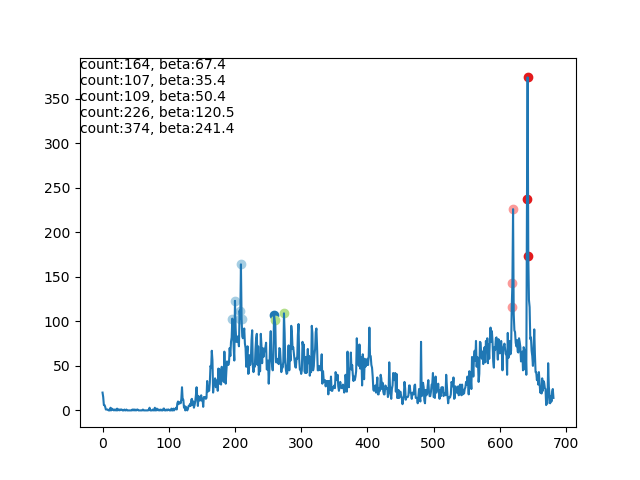 count:164, beta:67.4
count:107, beta:35.4
count:109, beta:50.4
count:226, beta:120.5
count:374, beta:241.4
350
300
250
200
150
100
50
0
0 100 200 300 400 500 600 700